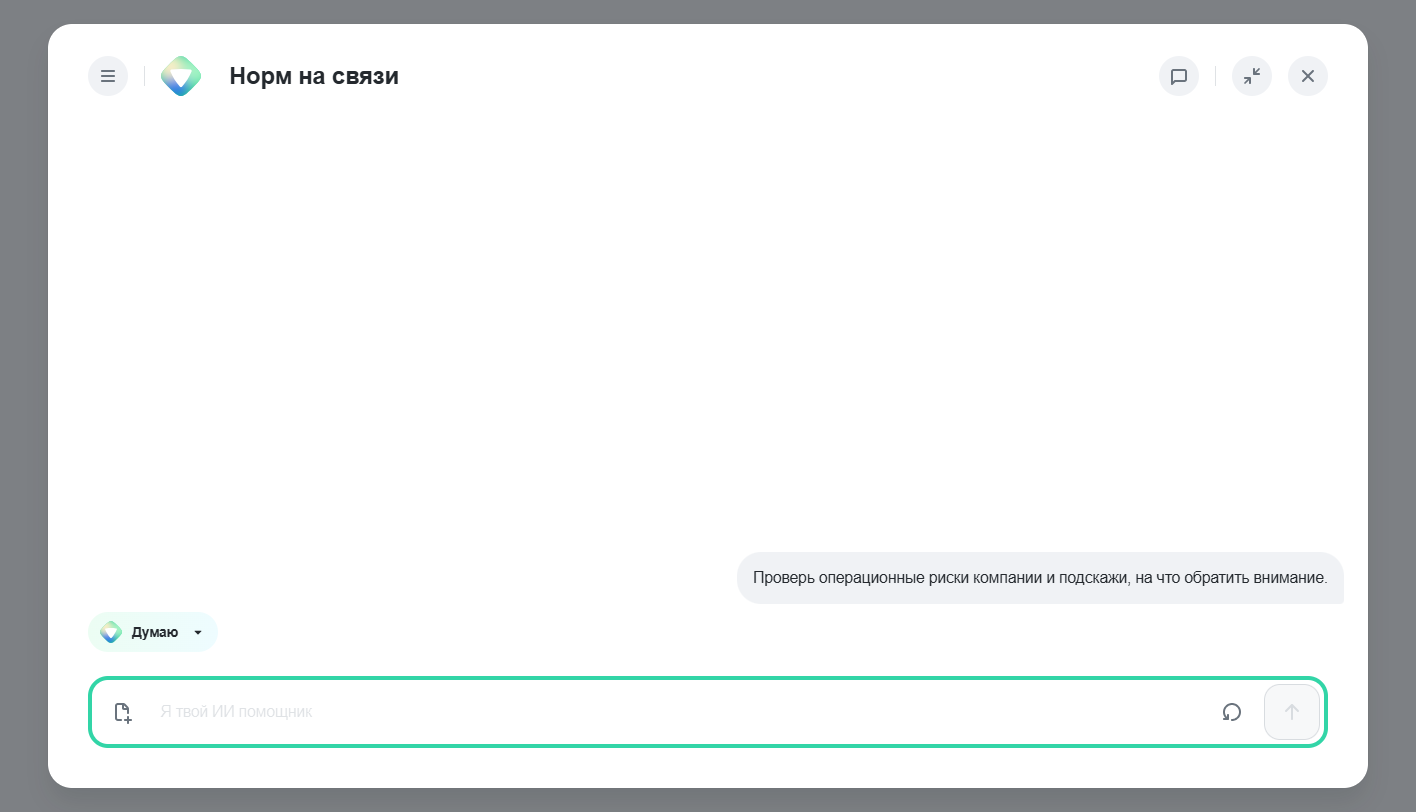 Норм на связи
Проверь операционные риски компании и подскажи, на что обратить внимание.
Думаю
Я твой ИИ помощник